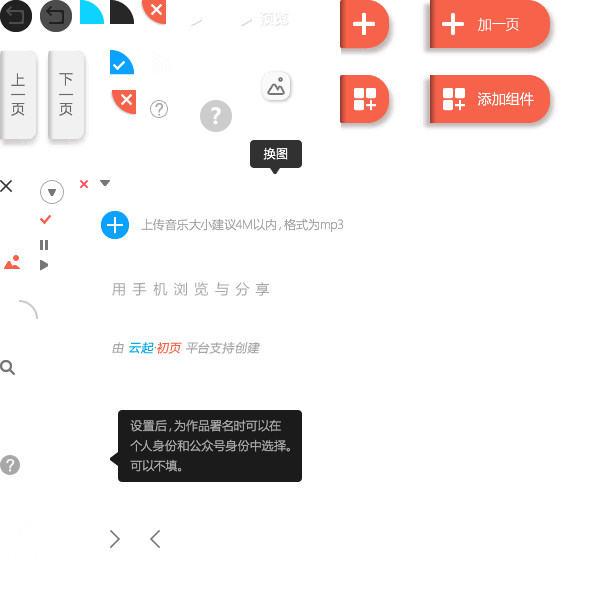 预览
加一页
上一页
下一页
添加组件
换图
上传音乐大小建议4M以内，格式为mp3
用手机浏览与分享
由 云起·初页 平台支持创建
设置后，为作品署名时可以在
个人身份和公众号身份中选择。
可以不填。